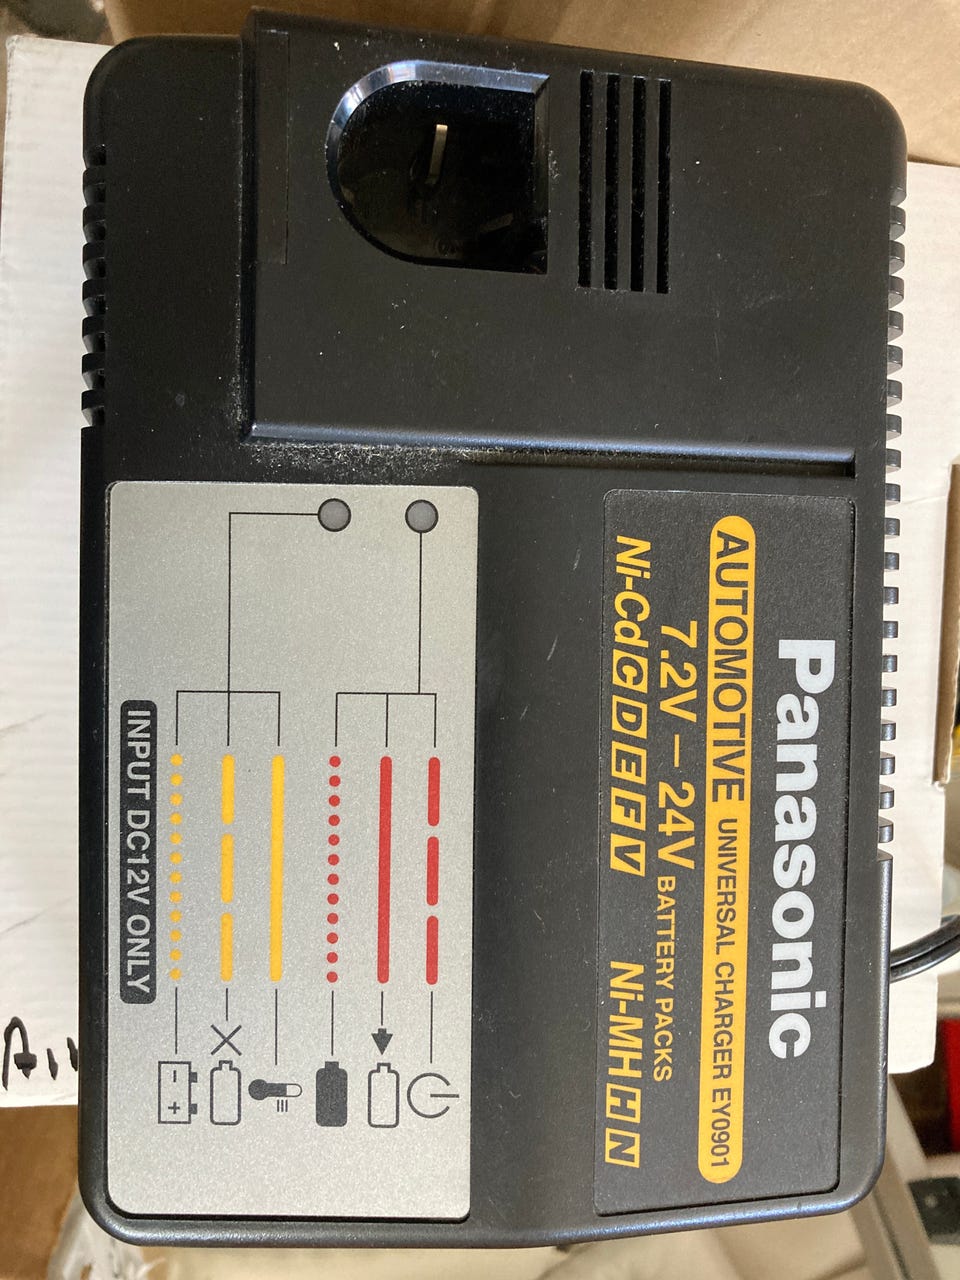 Panasonic
AUTOMOTIVE UNIVERSAL CHARGER EY0901
7.2V – 24V BATTERY PACKS
Ni-Cd C D E F V Ni-MH H N
INPUT DC12V ONLY